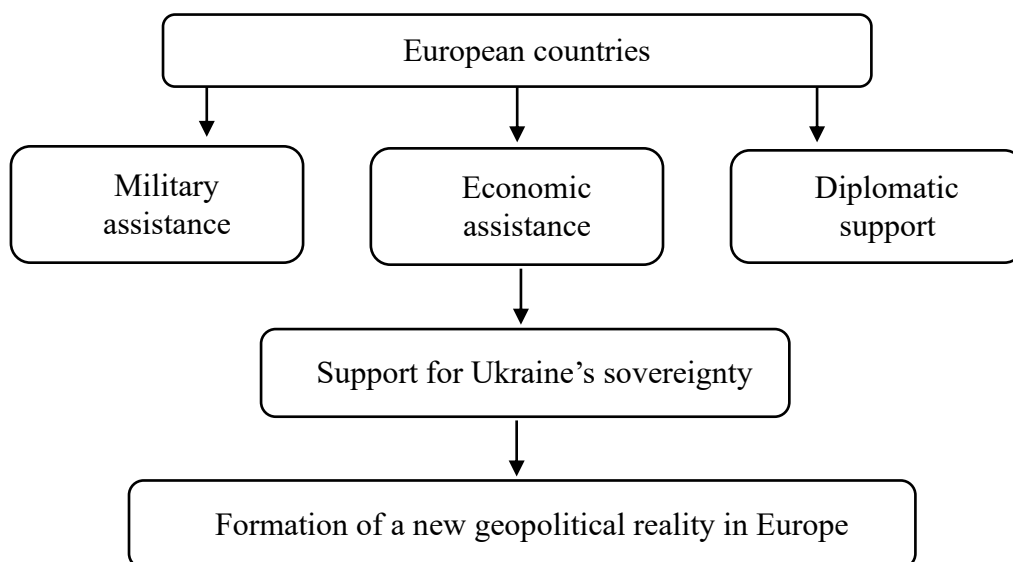 European countries
Military
assistance
Economic
assistance
Diplomatic
support
Support for Ukraine’s sovereignty
Formation of a new geopolitical reality in Europe